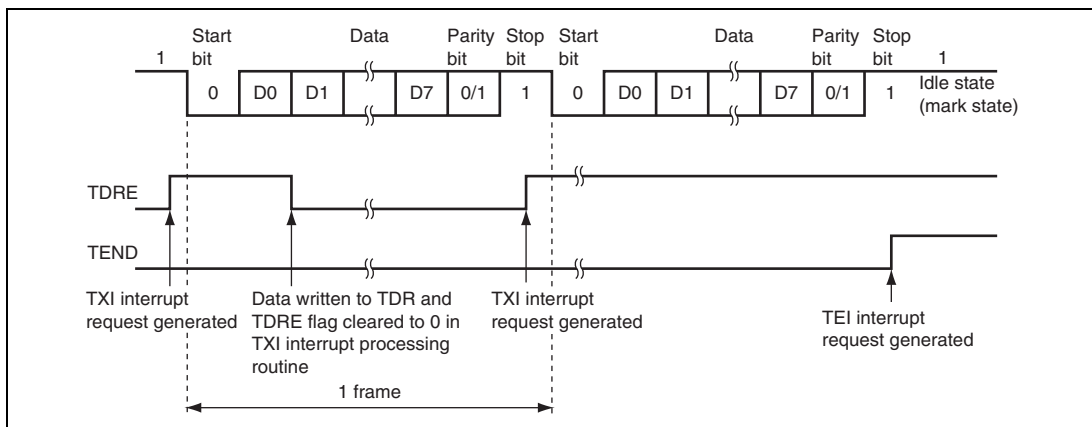 Start Data Parity Stop Start Data Parity Stop
1 bit bit bit bit bit bit 1
0 D0 D1 D7 0/1 1 0 D0 D1 D7 0/1 1 Idle state
(mark state)
TDRE
TEND
TXI interrupt
request generated
Data written to TDR and
TDRE flag cleared to 0 in
TXI interrupt processing
routine
TXI interrupt
request generated
TEI interrupt
request generated
1 frame